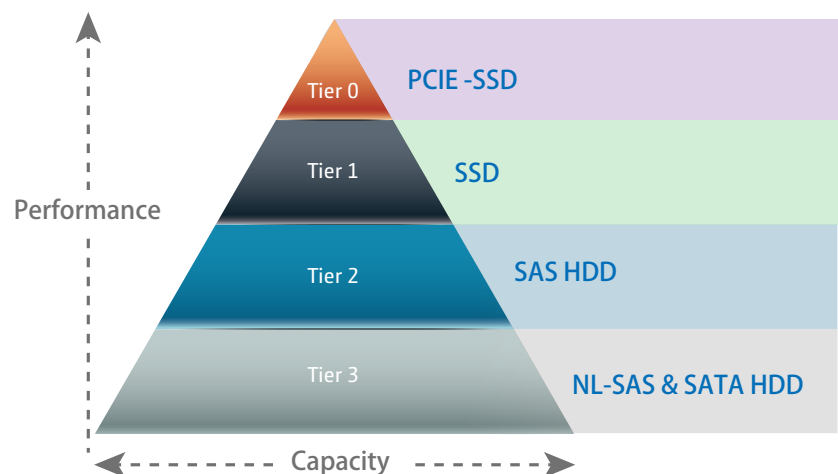 Tier 0
PCIE -SSD
Tier 1
SSD
Performance
Tier 2
SAS HDD
Tier 3
NL-SAS & SATA HDD
Capacity